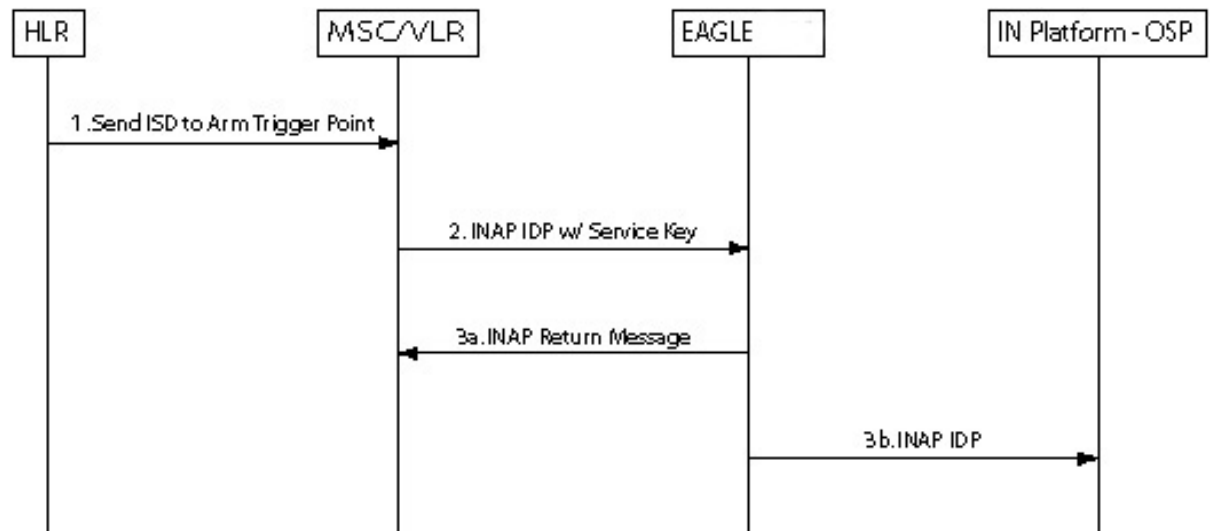 HLR
MSC/VLR
EAGLE
IN Platform - OSP
1.Send ISD to Arm Trigger Point
2. INAP IDP w/ Service Key
3a.INAP Return Message
3b.INAP IDP